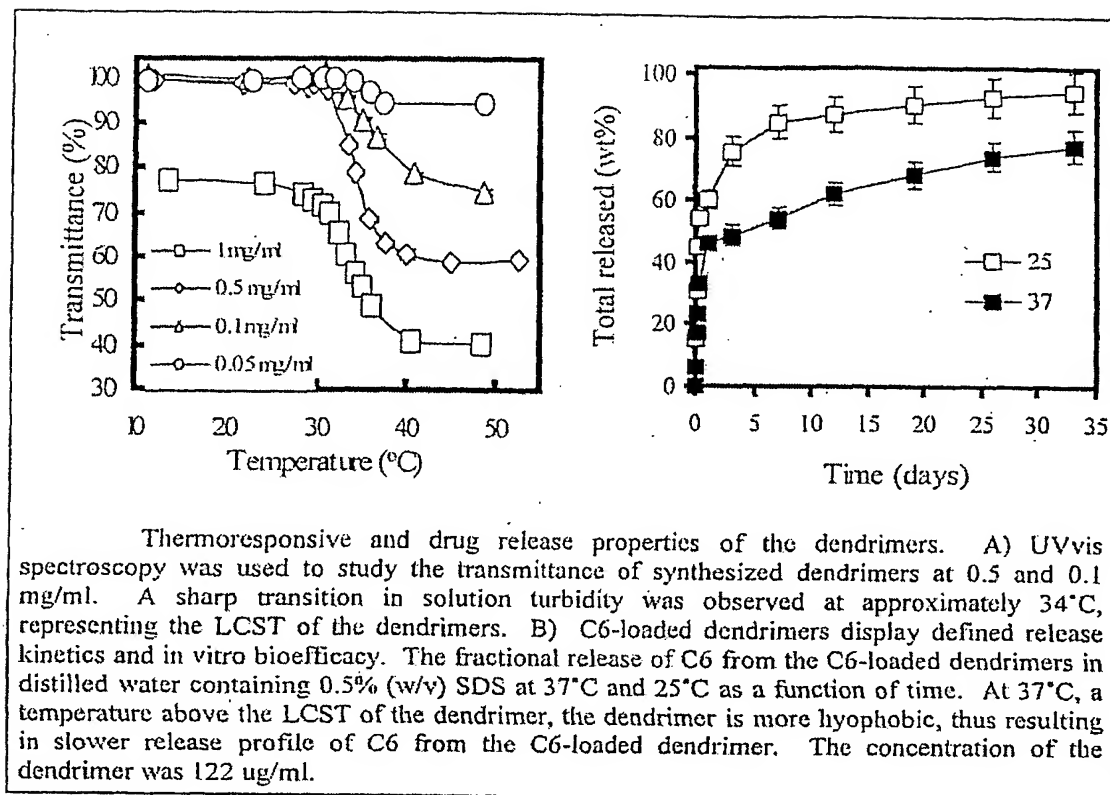 100
90
80
70
60
50
40
30
Transmittance (%)
1mg/ml
0.5 mg/ml
0.1mg/ml
0.05mg/ml
10 20 30 40 50
Temperature (°C)
100
80
60
40
20
0
Total released (wt%)
25
37
0 5 10 15 20 25 30 35
Time (days)
Thermoresponsive and drug release properties of the dendrimers. A) UVvis
spectroscopy was used to study the transmittance of synthesized dendrimers at 0.5 and 0.1
mg/ml. A sharp transition in solution turbidity was observed at approximately 34°C,
representing the LCST of the dendrimers. B) C6-loaded dendrimers display defined release
kinetics and in vitro bioefficacy. The fractional release of C6 from the C6-loaded dendrimers in
distilled water containing 0.5% (w/v) SDS at 37°C and 25°C as a function of time. At 37°C, a
temperature above the LCST of the dendrimer, the dendrimer is more hyophobic, thus resulting
in slower release profile of C6 from the C6-loaded dendrimer. The concentration of the
dendrimer was 122 ug/ml.